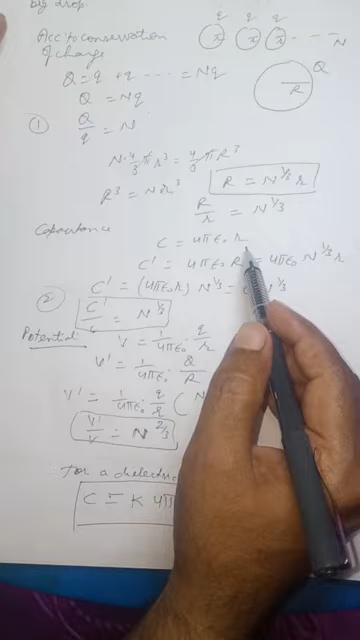 big drop.
Acc to conservation of charge
q q q
r r r ... N
Q = q + q ..... = Nq
Q
R
Q = Nq
① Q/q = N
N · 4/3 π r³ = 4/3 π R³
R³ = N r³
R = N^1/3 r
R/r = N^1/3
Capacitance
C = 4πε₀ r
C' = 4πε₀ R = 4πε₀ N^1/3 r
C' = (4πε₀ r) N^1/3 = N^1/3
② C'/ = N^1/3
Potential
V = 1/4πε₀ · q/r
V' = 1/4πε₀ · Q/R
V' = 1/4πε₀ · q/r ( N
V'/V = N^2/3
For a dielectric
C = K 4π